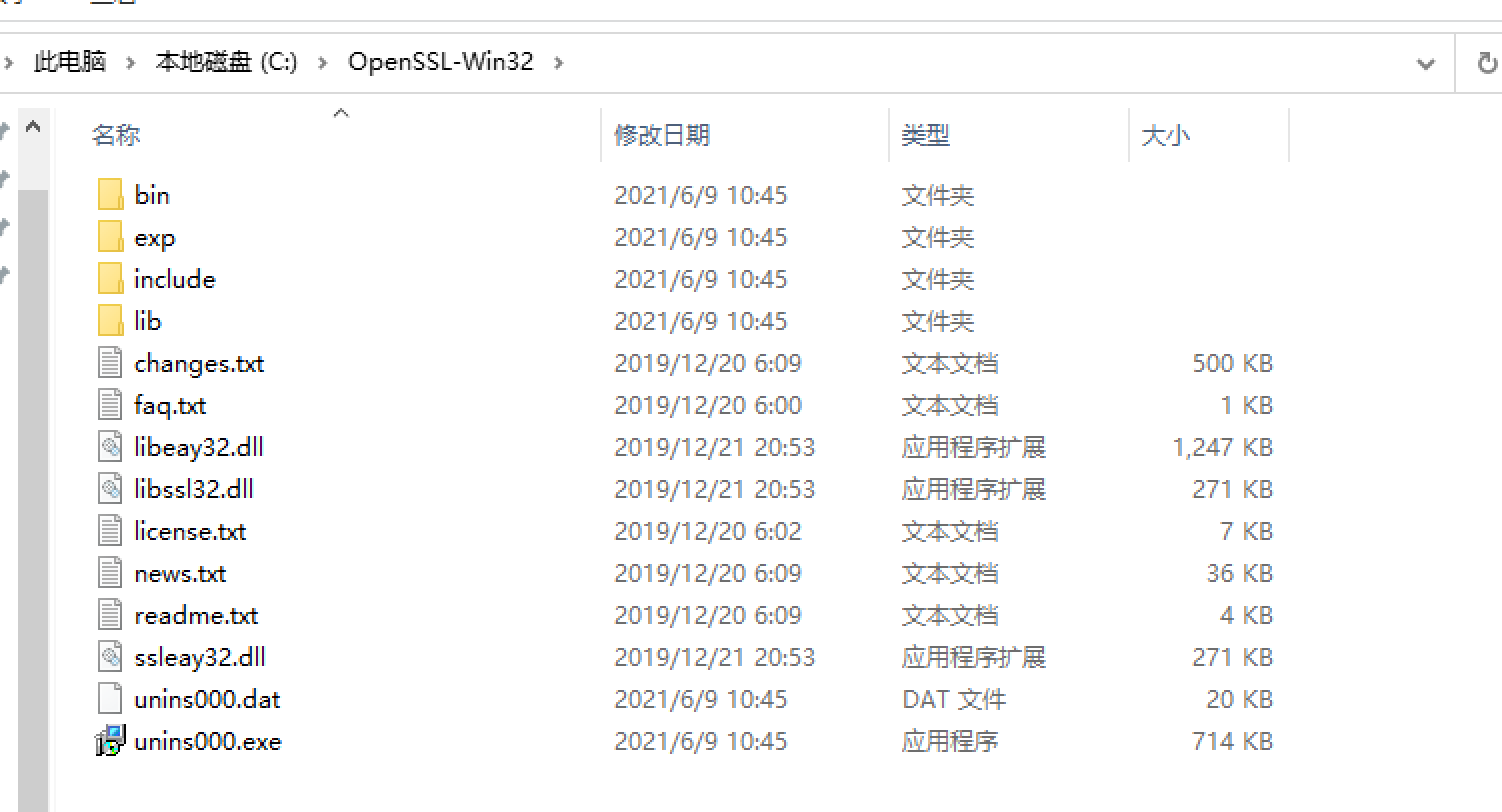 此电脑 › 本地磁盘 (C:) › OpenSSL-Win32 ›
名称 修改日期 类型 大小
bin 2021/6/9 10:45 文件夹
exp 2021/6/9 10:45 文件夹
include 2021/6/9 10:45 文件夹
lib 2021/6/9 10:45 文件夹
changes.txt 2019/12/20 6:09 文本文档 500 KB
faq.txt 2019/12/20 6:00 文本文档 1 KB
libeay32.dll 2019/12/21 20:53 应用程序扩展 1,247 KB
libssl32.dll 2019/12/21 20:53 应用程序扩展 271 KB
license.txt 2019/12/20 6:02 文本文档 7 KB
news.txt 2019/12/20 6:09 文本文档 36 KB
readme.txt 2019/12/20 6:09 文本文档 4 KB
ssleay32.dll 2019/12/21 20:53 应用程序扩展 271 KB
unins000.dat 2021/6/9 10:45 DAT 文件 20 KB
unins000.exe 2021/6/9 10:45 应用程序 714 KB